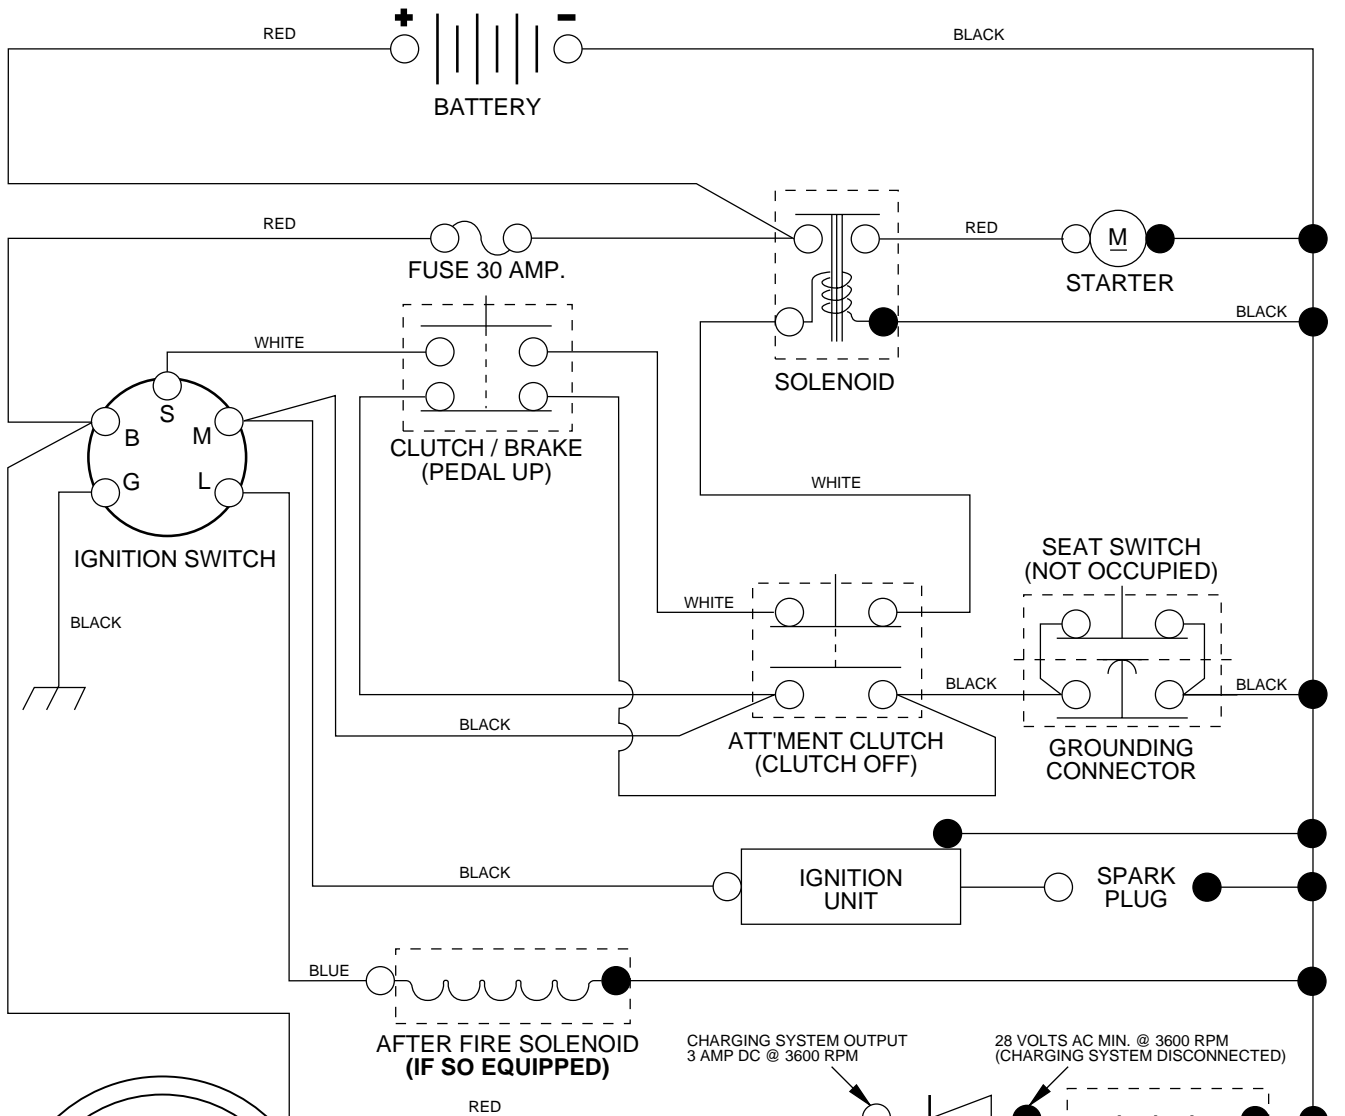 RED
BLACK
+
-
BATTERY
RED
FUSE 30 AMP.
RED
M
STARTER
BLACK
SOLENOID
WHITE
S
B
M
G
L
IGNITION SWITCH
CLUTCH / BRAKE
(PEDAL UP)
WHITE
SEAT SWITCH
(NOT OCCUPIED)
BLACK
WHITE
BLACK
BLACK
BLACK
ATT'MENT CLUTCH
(CLUTCH OFF)
GROUNDING
CONNECTOR
BLACK
IGNITION
UNIT
SPARK
PLUG
BLUE
AFTER FIRE SOLENOID
(IF SO EQUIPPED)
CHARGING SYSTEM OUTPUT
3 AMP DC @ 3600 RPM
28 VOLTS AC MIN. @ 3600 RPM
(CHARGING SYSTEM DISCONNECTED)
RED